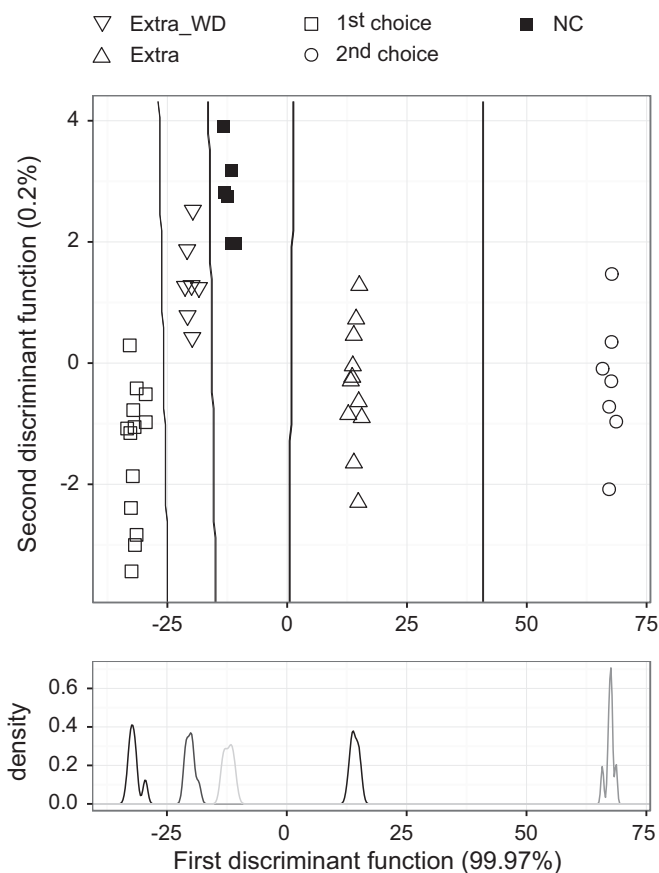 Extra_WD 1st choice NC
Extra 2nd choice
Second discriminant function (0.2%)
4
2
0
-2
-25 0 25 50 75
density
0.6
0.4
0.2
0.0
-25 0 25 50 75
First discriminant function (99.97%)